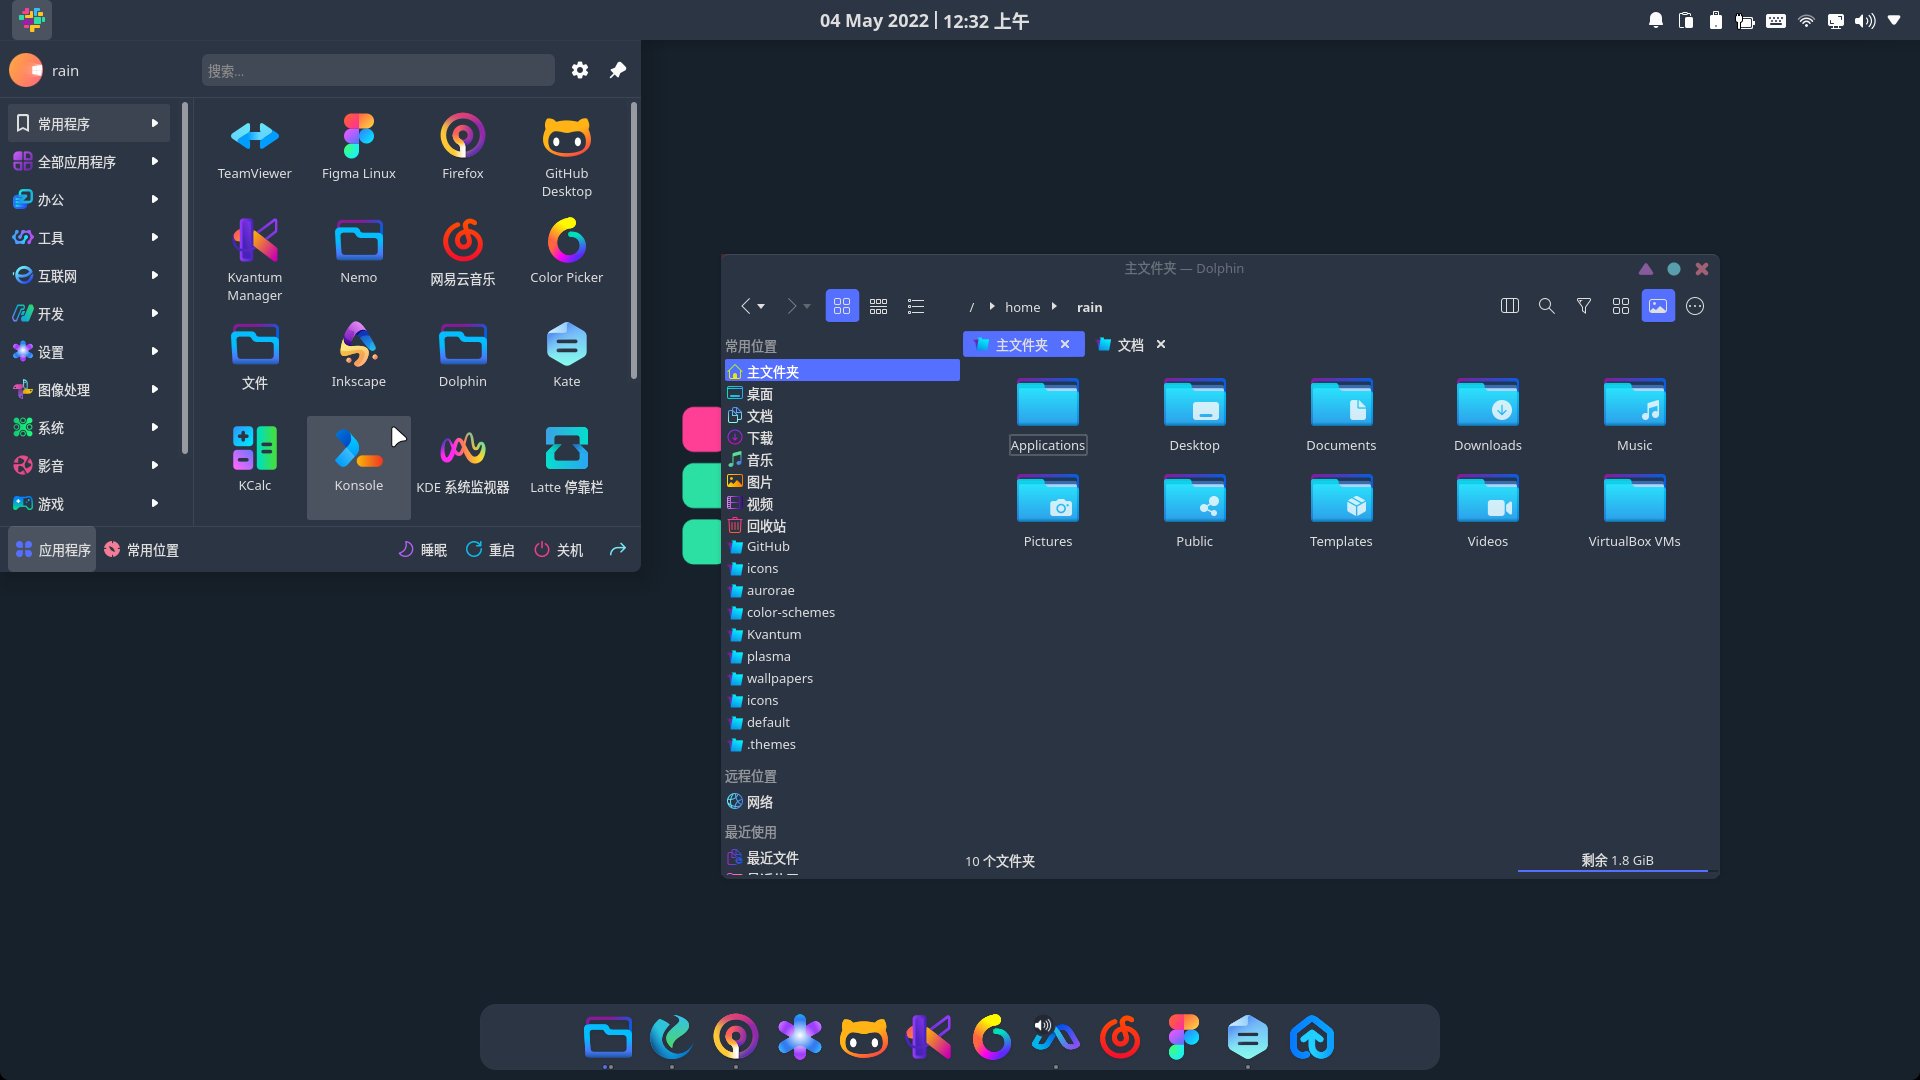 04 May 2022 | 12:32 上午
rain
搜索...
常用程序
全部应用程序
办公
工具
互联网
开发
设置
图像处理
系统
影音
游戏
TeamViewer
Figma Linux
Firefox
GitHub
Desktop
Kvantum
Manager
Nemo
网易云音乐
Color Picker
文件
Inkscape
Dolphin
Kate
KCalc
Konsole
KDE 系统监视器
Latte 停靠栏
应用程序
常用位置
睡眠
重启
关机
主文件夹 — Dolphin
/ home rain
主文件夹
文档
常用位置
主文件夹
桌面
文档
下载
音乐
图片
视频
回收站
GitHub
icons
aurorae
color-schemes
Kvantum
plasma
wallpapers
icons
default
.themes
远程位置
网络
最近使用
最近文件
Applications
Desktop
Documents
Downloads
Music
Pictures
Public
Templates
Videos
VirtualBox VMs
10 个文件夹
剩余 1.8 GiB